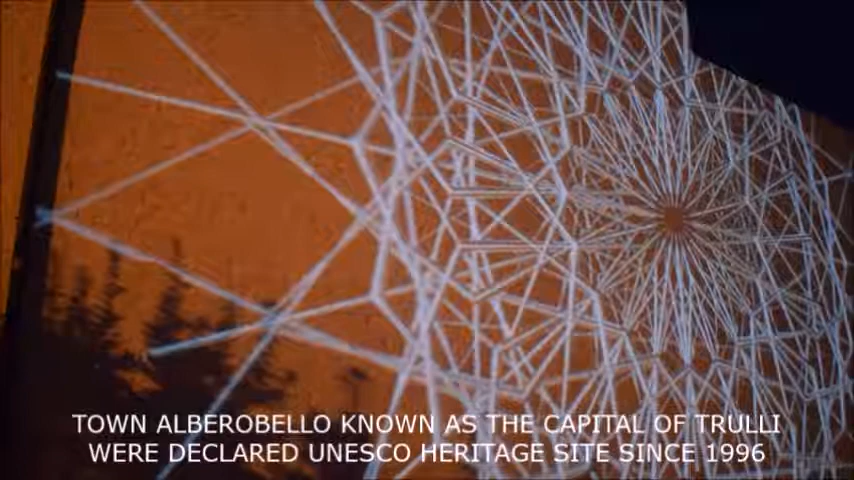 TOWN ALBEROBELLO KNOWN AS THE CAPITAL OF TRULLI
WERE DECLARED UNESCO HERITAGE SITE SINCE 1996